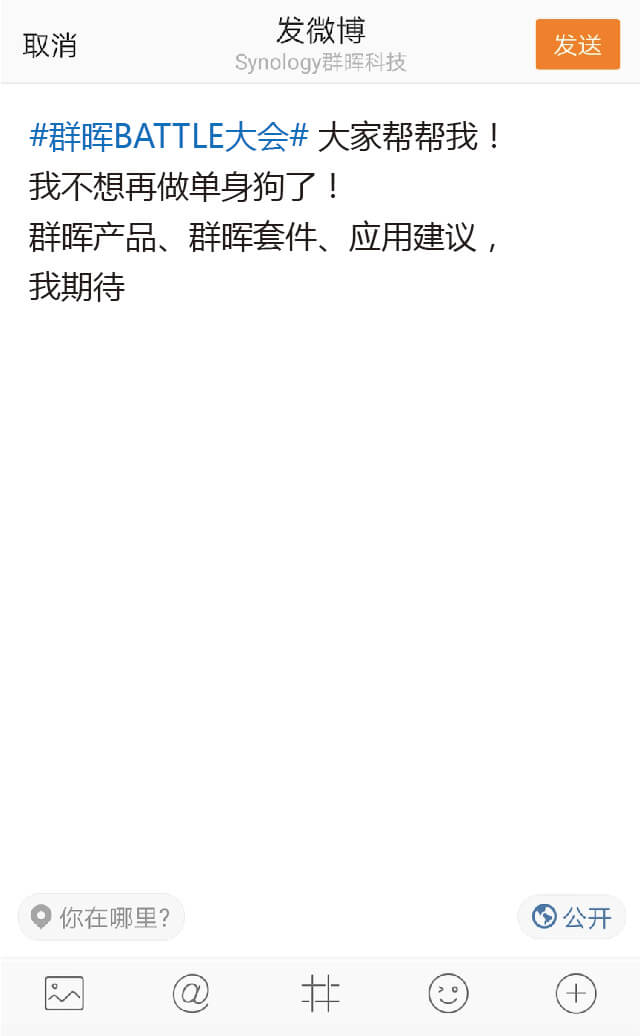 取消
发微博
发送
Synology群晖科技
#群晖BATTLE大会# 大家帮帮我！
我不想再做单身狗了！
群晖产品、群晖套件、应用建议，
我期待
你在哪里?
公开